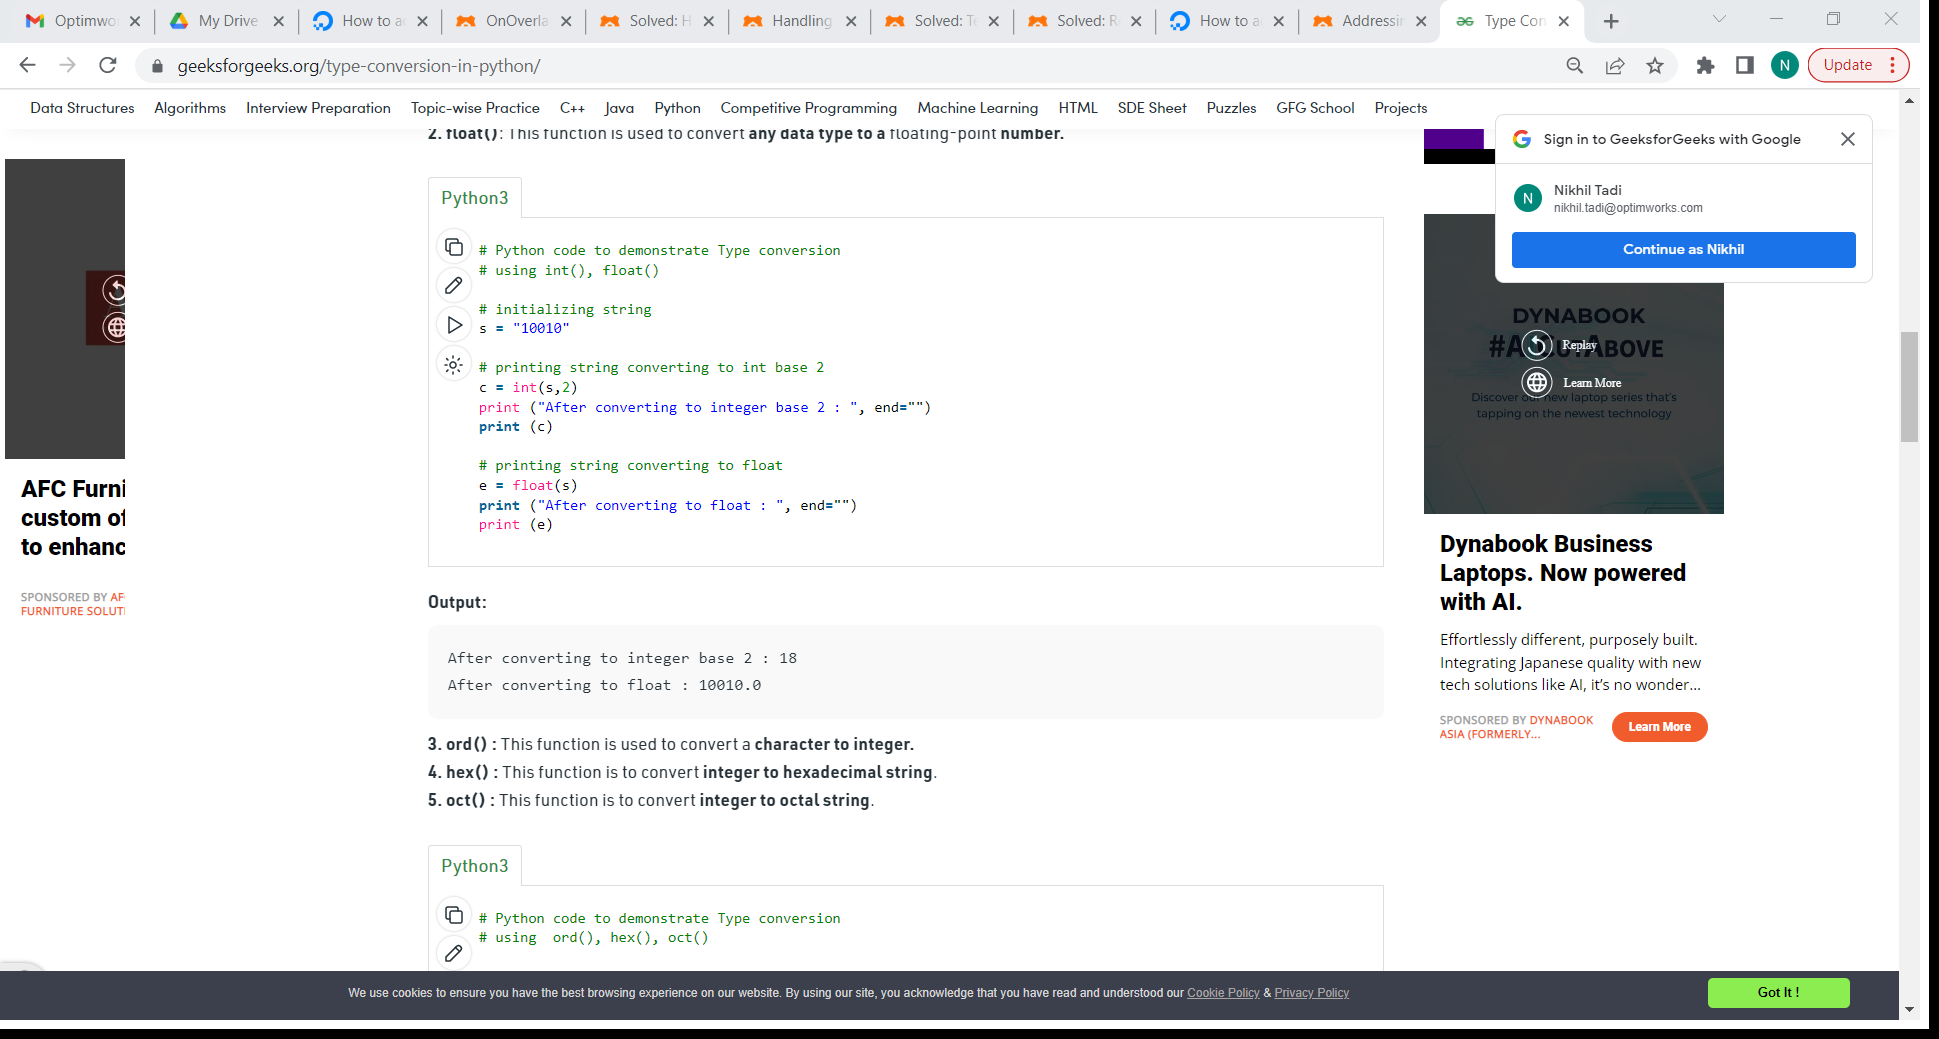 Optimwo
My Drive
How to a
OnOverla
Solved: H
Handling
Solved: Te
Solved: R
How to a
Addressin
Type Con
geeksforgeeks.org/type-conversion-in-python/
N
Update
Data Structures Algorithms Interview Preparation Topic-wise Practice C++ Java Python Competitive Programming Machine Learning HTML SDE Sheet Puzzles GFG School Projects
2. float(): This function is used to convert any data type to a floating-point number.
Python3
# Python code to demonstrate Type conversion
# using int(), float()
# initializing string
s = "10010"
# printing string converting to int base 2
c = int(s,2)
print ("After converting to integer base 2 : ", end="")
print (c)
# printing string converting to float
e = float(s)
print ("After converting to float : ", end="")
print (e)
Output:
After converting to integer base 2 : 18
After converting to float : 10010.0
3. ord() : This function is used to convert a character to integer.
4. hex() : This function is to convert integer to hexadecimal string.
5. oct() : This function is to convert integer to octal string.
Python3
# Python code to demonstrate Type conversion
# using  ord(), hex(), oct()
AFC Furni
custom of
to enhanc
SPONSORED BY AF
FURNITURE SOLUT
Sign in to GeeksforGeeks with Google
N
Nikhil Tadi
nikhil.tadi@optimworks.com
Continue as Nikhil
DYNABOOK
Replay
Learn More
Discover our new laptop series that's
tapping on the newest technology
Dynabook Business
Laptops. Now powered
with AI.
Effortlessly different, purposely built.
Integrating Japanese quality with new
tech solutions like AI, it's no wonder...
SPONSORED BY DYNABOOK
ASIA (FORMERLY...
Learn More
We use cookies to ensure you have the best browsing experience on our website. By using our site, you acknowledge that you have read and understood our Cookie Policy & Privacy Policy
Got It !